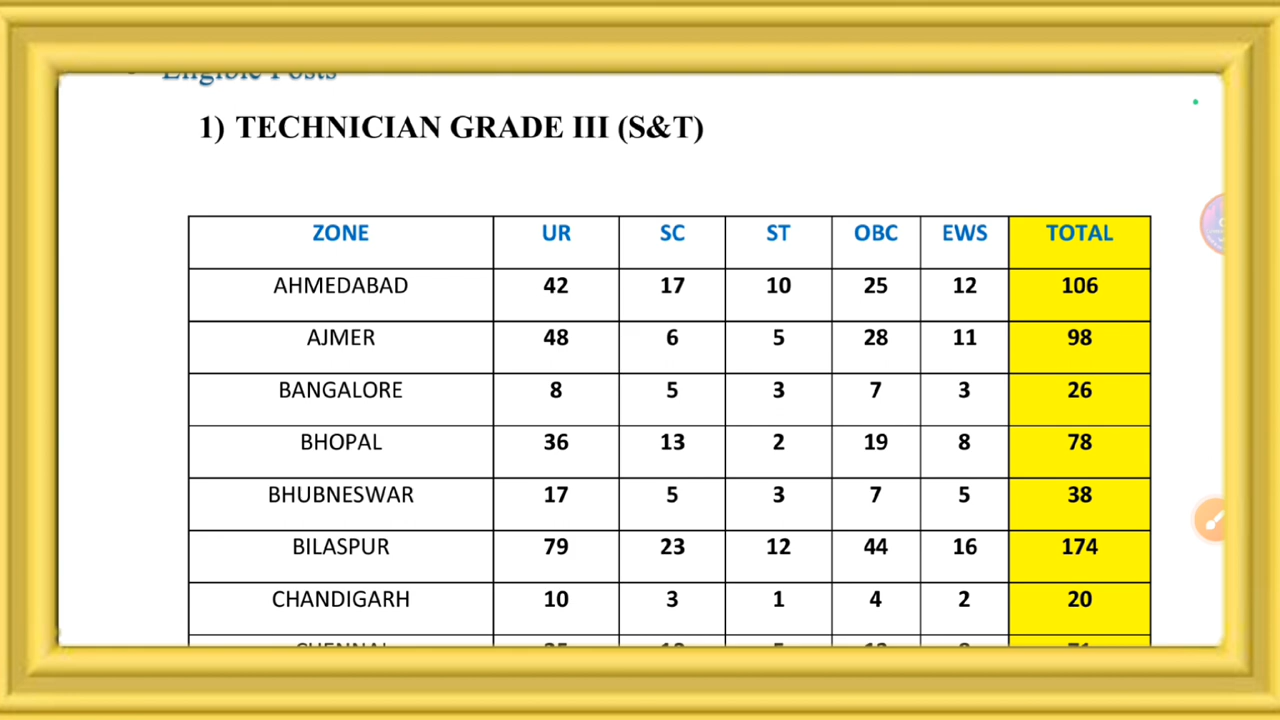 Eligible Posts
1) TECHNICIAN GRADE III (S&T)
ZONE UR SC ST OBC EWS TOTAL
AHMEDABAD 42 17 10 25 12 106
AJMER 48 6 5 28 11 98
BANGALORE 8 5 3 7 3 26
BHOPAL 36 13 2 19 8 78
BHUBNESWAR 17 5 3 7 5 38
BILASPUR 79 23 12 44 16 174
CHANDIGARH 10 3 1 4 2 20
CHENNAI